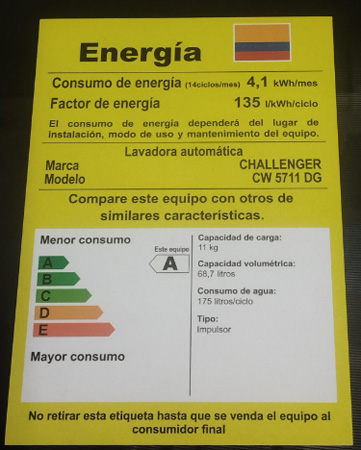 Energía
Consumo de energía (14ciclos/mes) 4,1 kWh/mes
Factor de energía 135 l/kWh/ciclo
El consumo de energía dependerá del lugar de
instalación, modo de uso y mantenimiento del equipo.
Lavadora automática
Marca CHALLENGER
Modelo CW 5711 DG
Compare este equipo con otros de
similares características.
Menor consumo
Este equipo
A
A
B
C
D
E
Mayor consumo
Capacidad de carga:
11 kg
Capacidad volumétrica:
68,7 litros
Consumo de agua:
175 litros/ciclo
Tipo:
Impulsor
No retirar esta etiqueta hasta que se venda el equipo al
consumidor final